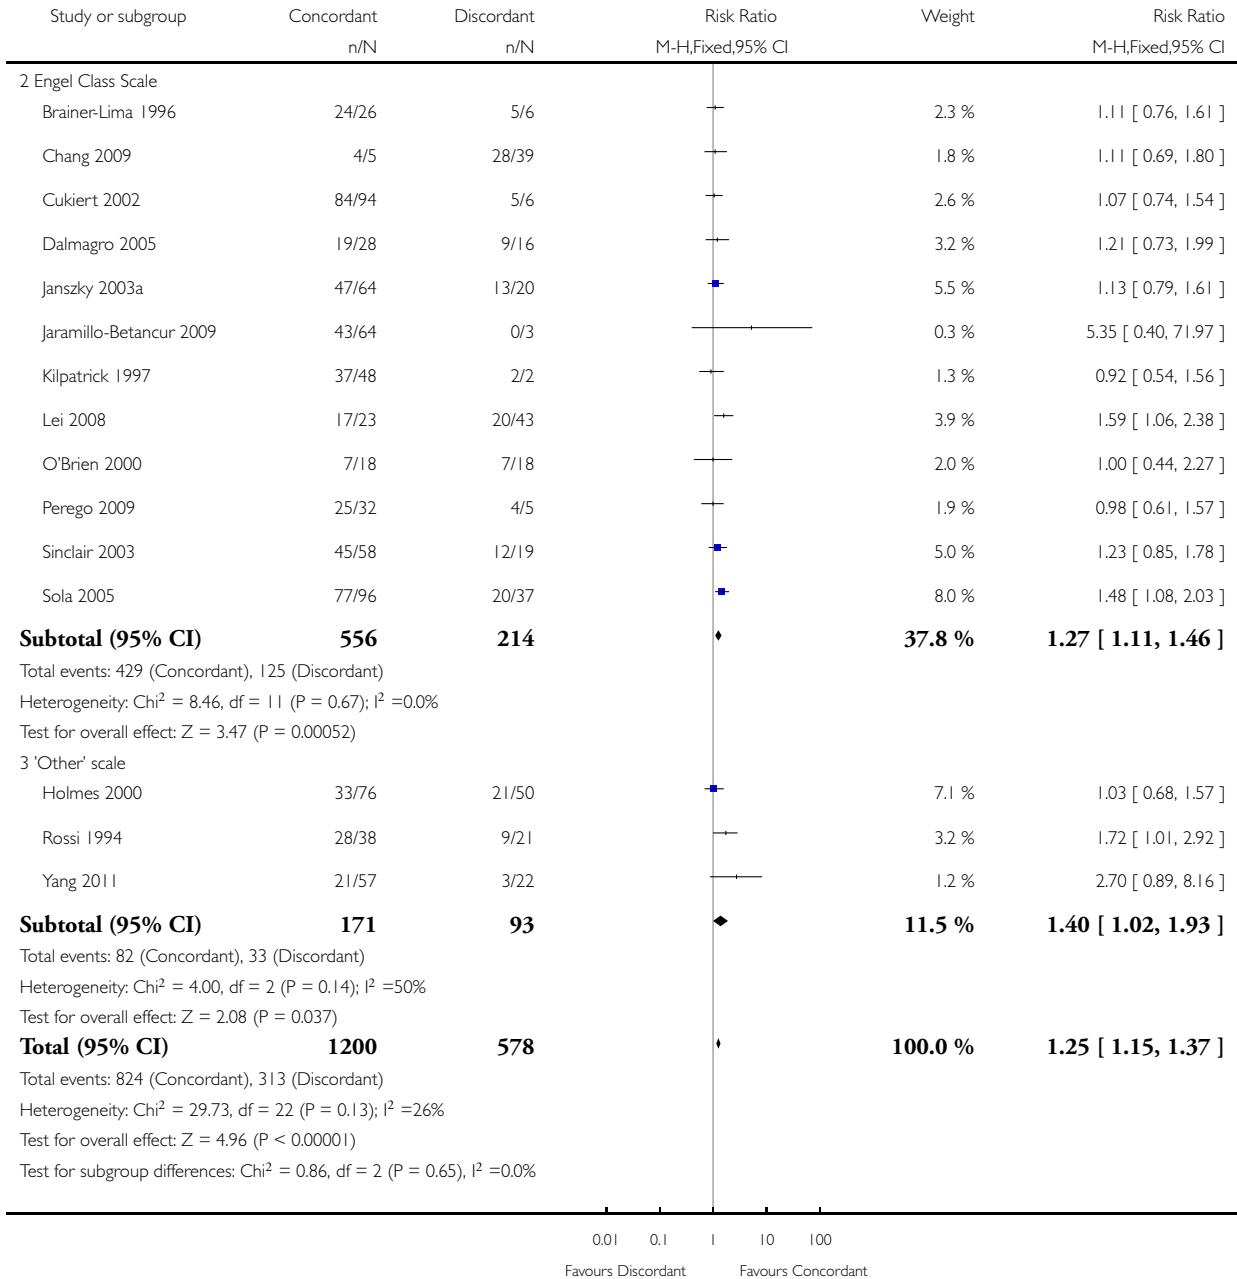 Study or subgroup Concordant Discordant Risk Ratio Weight Risk Ratio
n/N n/N M-H,Fixed,95% CI M-H,Fixed,95% CI
2 Engel Class Scale
Brainer-Lima 1996 24/26 5/6 2.3 % 1.11 [ 0.76, 1.61 ]
Chang 2009 4/5 28/39 1.8 % 1.11 [ 0.69, 1.80 ]
Cukiert 2002 84/94 5/6 2.6 % 1.07 [ 0.74, 1.54 ]
Dalmagro 2005 19/28 9/16 3.2 % 1.21 [ 0.73, 1.99 ]
Janszky 2003a 47/64 13/20 5.5 % 1.13 [ 0.79, 1.61 ]
Jaramillo-Betancur 2009 43/64 0/3 0.3 % 5.35 [ 0.40, 71.97 ]
Kilpatrick 1997 37/48 2/2 1.3 % 0.92 [ 0.54, 1.56 ]
Lei 2008 17/23 20/43 3.9 % 1.59 [ 1.06, 2.38 ]
O'Brien 2000 7/18 7/18 2.0 % 1.00 [ 0.44, 2.27 ]
Perego 2009 25/32 4/5 1.9 % 0.98 [ 0.61, 1.57 ]
Sinclair 2003 45/58 12/19 5.0 % 1.23 [ 0.85, 1.78 ]
Sola 2005 77/96 20/37 8.0 % 1.48 [ 1.08, 2.03 ]
Subtotal (95% CI) 556 214 37.8 % 1.27 [ 1.11, 1.46 ]
Total events: 429 (Concordant), 125 (Discordant)
Heterogeneity: Chi² = 8.46, df = 11 (P = 0.67); I² =0.0%
Test for overall effect: Z = 3.47 (P = 0.00052)
3 'Other' scale
Holmes 2000 33/76 21/50 7.1 % 1.03 [ 0.68, 1.57 ]
Rossi 1994 28/38 9/21 3.2 % 1.72 [ 1.01, 2.92 ]
Yang 2011 21/57 3/22 1.2 % 2.70 [ 0.89, 8.16 ]
Subtotal (95% CI) 171 93 11.5 % 1.40 [ 1.02, 1.93 ]
Total events: 82 (Concordant), 33 (Discordant)
Heterogeneity: Chi² = 4.00, df = 2 (P = 0.14); I² =50%
Test for overall effect: Z = 2.08 (P = 0.037)
Total (95% CI) 1200 578 100.0 % 1.25 [ 1.15, 1.37 ]
Total events: 824 (Concordant), 313 (Discordant)
Heterogeneity: Chi² = 29.73, df = 22 (P = 0.13); I² =26%
Test for overall effect: Z = 4.96 (P < 0.00001)
Test for subgroup differences: Chi² = 0.86, df = 2 (P = 0.65), I² =0.0%
0.01 0.1 1 10 100
Favours Discordant Favours Concordant